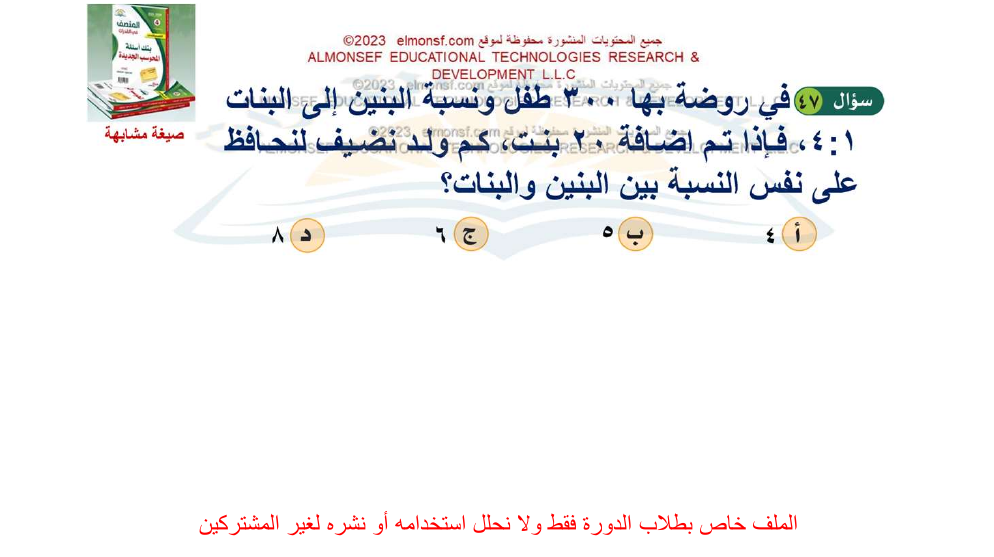 جميع المحتويات المنشورة محفوظة لموقع elmonsf.com ©2023
ALMONSEF EDUCATIONAL TECHNOLOGIES RESEARCH &
DEVELOPMENT L.L.C
المنصف
بنك أسئلة
المحوسب الجديدة
صيغة مشابهة
سؤال ٤٧ في روضة بها ٣٠٠ طفل ونسبة البنين إلى البنات
٤:١، فإذا تم اضافة ٢٠ بنت، كم ولد نضيف لنحافظ
على نفس النسبة بين البنين والبنات؟
أ ٤
ب ٥
ج ٦
د ٨
الملف خاص بطلاب الدورة فقط ولا نحلل استخدامه أو نشره لغير المشتركين